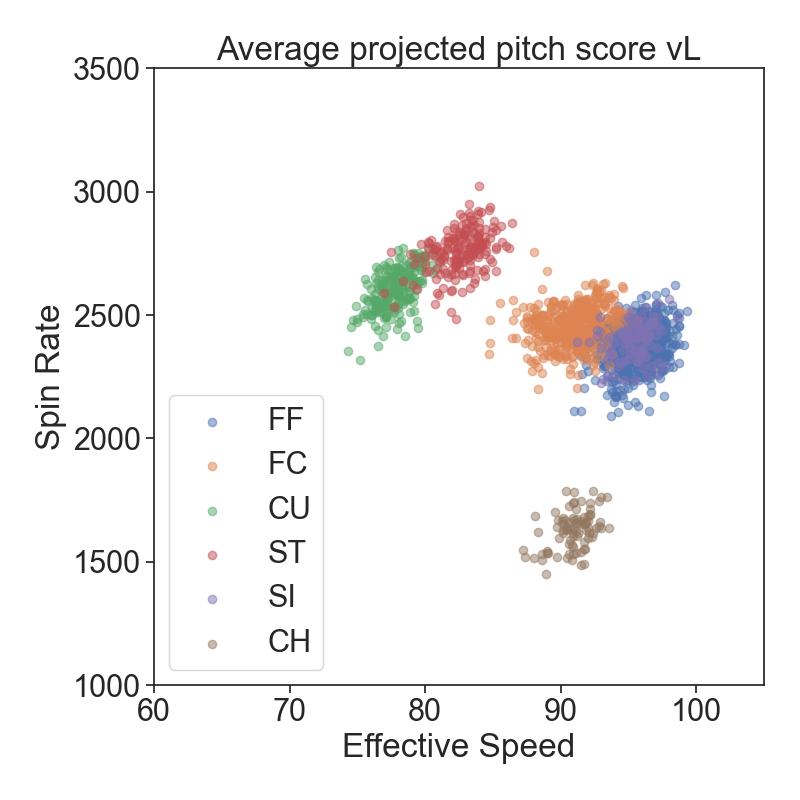 Average projected pitch score vL
3500
3000
2500
2000
1500
1000
Spin Rate
FF
FC
CU
ST
SI
CH
60 70 80 90 100
Effective Speed